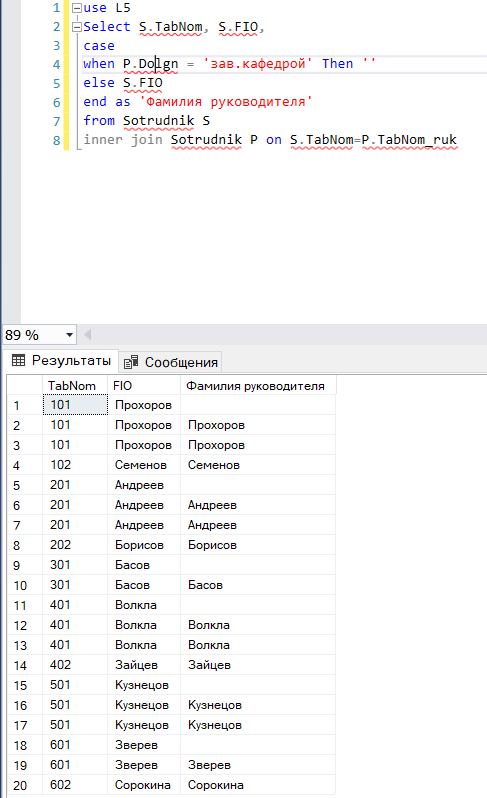 1 use L5
2 Select S.TabNom, S.FIO,
3 case
4 when P.Dolgn = 'зав.кафедрой' Then ''
5 else S.FIO
6 end as 'Фамилия руководителя'
7 from Sotrudnik S
8 inner join Sotrudnik P on S.TabNom=P.TabNom_ruk
89 %
Результаты Сообщения
TabNom FIO Фамилия руководителя
1 101 Прохоров
2 101 Прохоров Прохоров
3 101 Прохоров Прохоров
4 102 Семенов Семенов
5 201 Андреев
6 201 Андреев Андреев
7 201 Андреев Андреев
8 202 Борисов Борисов
9 301 Басов
10 301 Басов Басов
11 401 Волкла
12 401 Волкла Волкла
13 401 Волкла Волкла
14 402 Зайцев Зайцев
15 501 Кузнецов
16 501 Кузнецов Кузнецов
17 501 Кузнецов Кузнецов
18 601 Зверев
19 601 Зверев Зверев
20 602 Сорокина Сорокина